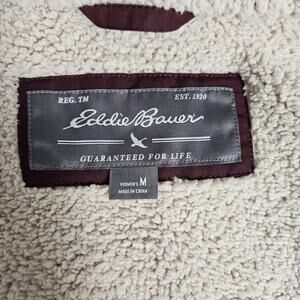 REG. TM EST. 1920
Eddie Bauer
GUARANTEED FOR LIFE
WOMEN'S M
MADE IN CHINA